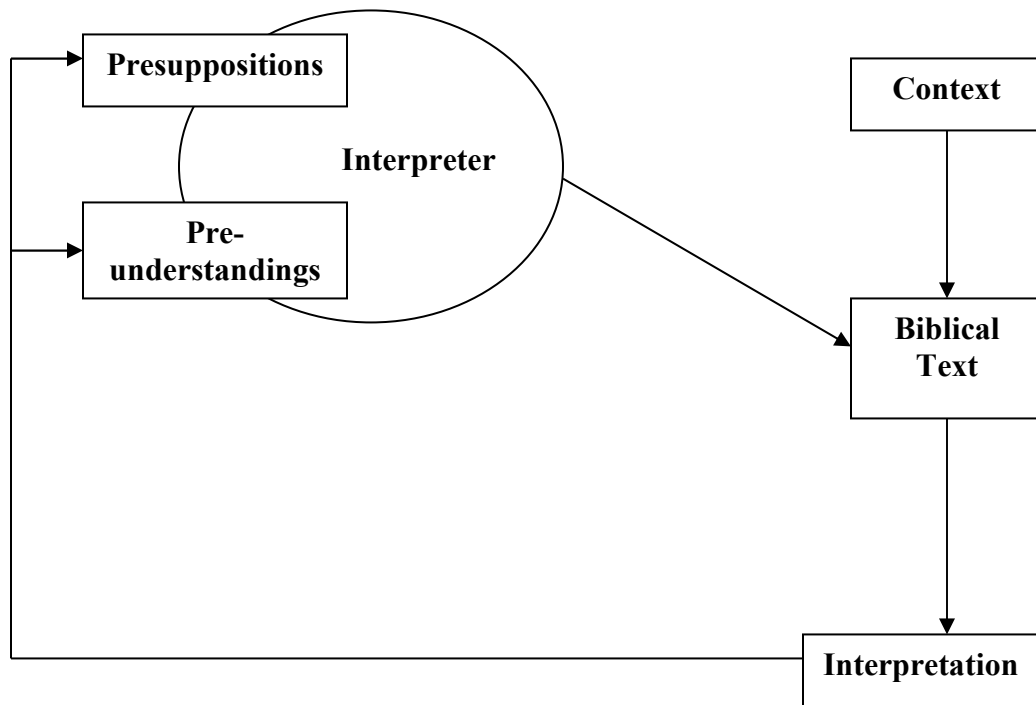 Presuppositions
Context
Interpreter
Pre-
understandings
Biblical
Text
Interpretation